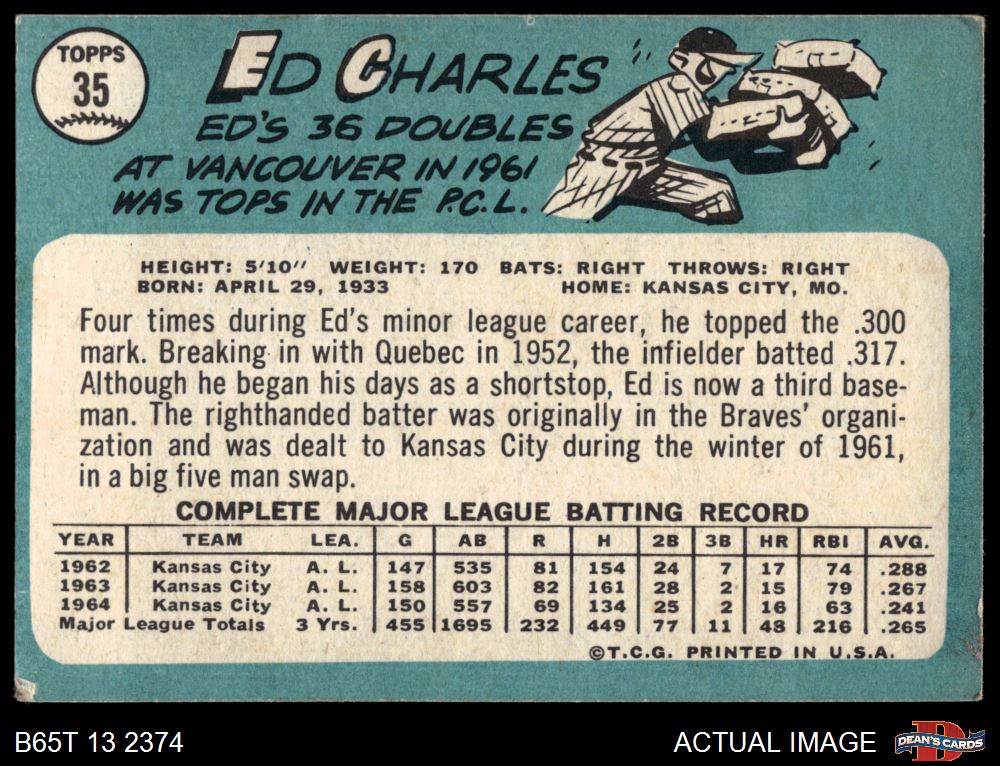 TOPPS
35
ED CHARLES
ED'S 36 DOUBLES
AT VANCOUVER IN 1961
WAS TOPS IN THE P.C.L.
HEIGHT: 5'10" WEIGHT: 170 BATS: RIGHT THROWS: RIGHT
BORN: APRIL 29, 1933 HOME: KANSAS CITY, MO.
Four times during Ed's minor league career, he topped the .300
mark. Breaking in with Quebec in 1952, the infielder batted .317.
Although he began his days as a shortstop, Ed is now a third base-
man. The righthanded batter was originally in the Braves' organi-
zation and was dealt to Kansas City during the winter of 1961,
in a big five man swap.
COMPLETE MAJOR LEAGUE BATTING RECORD
YEAR TEAM LEA. G AB R H 2B 3B HR RBI AVG.
1962 Kansas City A. L. 147 535 81 154 24 7 17 74 .288
1963 Kansas City A. L. 158 603 82 161 28 2 15 79 .267
1964 Kansas City A. L. 150 557 69 134 25 2 16 63 .241
Major League Totals 3 Yrs. 455 1695 232 449 77 11 48 216 .265
©T.C.G. PRINTED IN U.S.A.
B65T 13 2374 ACTUAL IMAGE DEAN'S CARDS